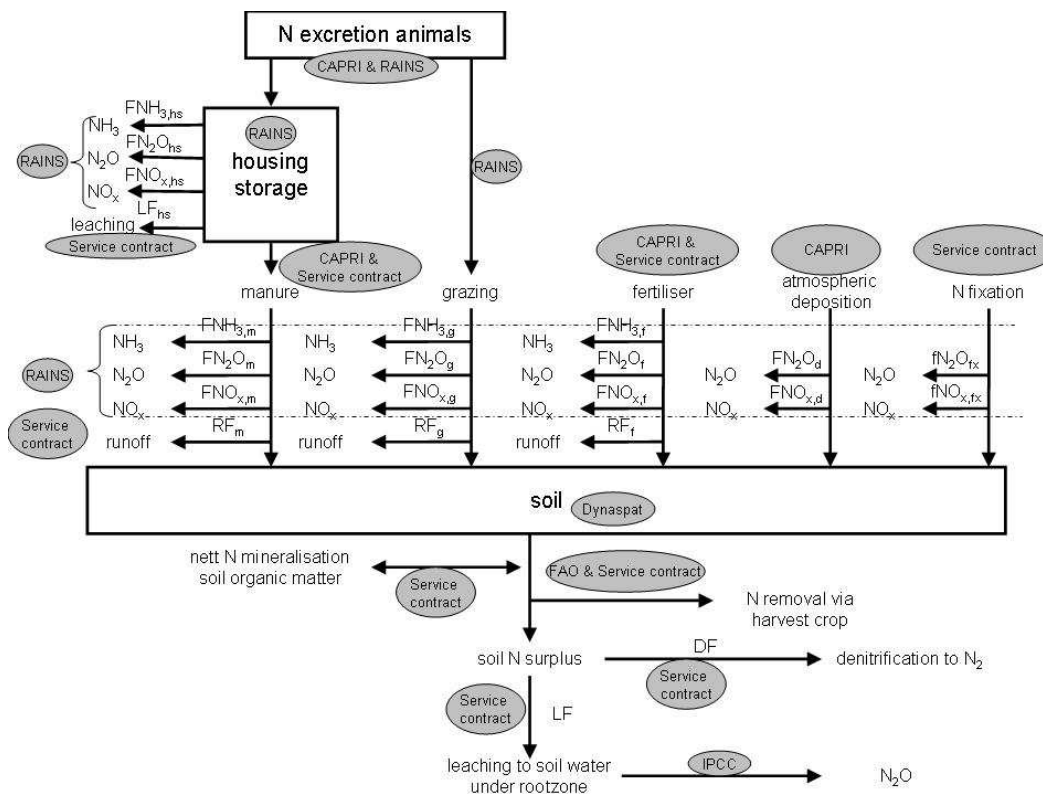 N excretion animals
CAPRI & RAINS
FNH3,hs
NH3
RAINS
FN2Ohs
N2O
RAINS
housing
storage
RAINS
FNOx,hs
NOx
LFhs
leaching
Service contract
CAPRI &
Service contract
CAPRI &
Service contract
CAPRI
Service contract
manure
grazing
fertiliser
atmospheric
deposition
N fixation
FNH3,m
FNH3,g
FNH3,f
NH3
NH3
NH3
FN2Om
FN2Og
FN2Of
FN2Od
fN2Ofx
RAINS
N2O
N2O
N2O
N2O
N2O
FNOx,m
FNOx,g
FNOx,f
FNOx,d
fNOx,fx
NOx
NOx
NOx
NOx
NOx
Service
contract
RFm
RFg
RFf
runoff
runoff
runoff
soil
Dynaspat
nett N mineralisation
soil organic matter
Service
contract
FAO & Service contract
N removal via
harvest crop
soil N surplus
DF
Service
contract
denitrification to N2
Service
contract
LF
leaching to soil water
under rootzone
IPCC
N2O